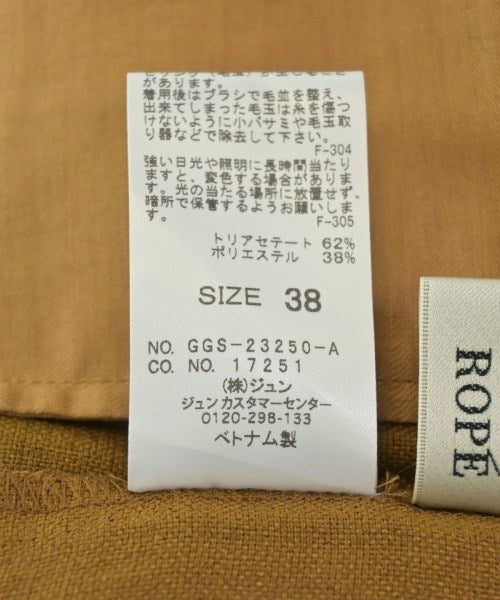 があります。
着用後はブラシで毛並を整え、
出来てしまった毛玉は糸を傷つ
けないように小バサミや毛玉取
り器などで除去して下さい。
F-304
強い日光や照明に長時間当たり
ますと、変色する場合がありま
す。光の当たる場所に放置せず、
暗所で保管するようお願いしま
す。
F-305
トリアセテート 62%
ポリエステル 38%
SIZE 38
NO. GGS-23250-A
CO. NO. 17251
(株)ジュン
ジュンカスタマーセンター
0120-298-133
ベトナム製
ROPÉ